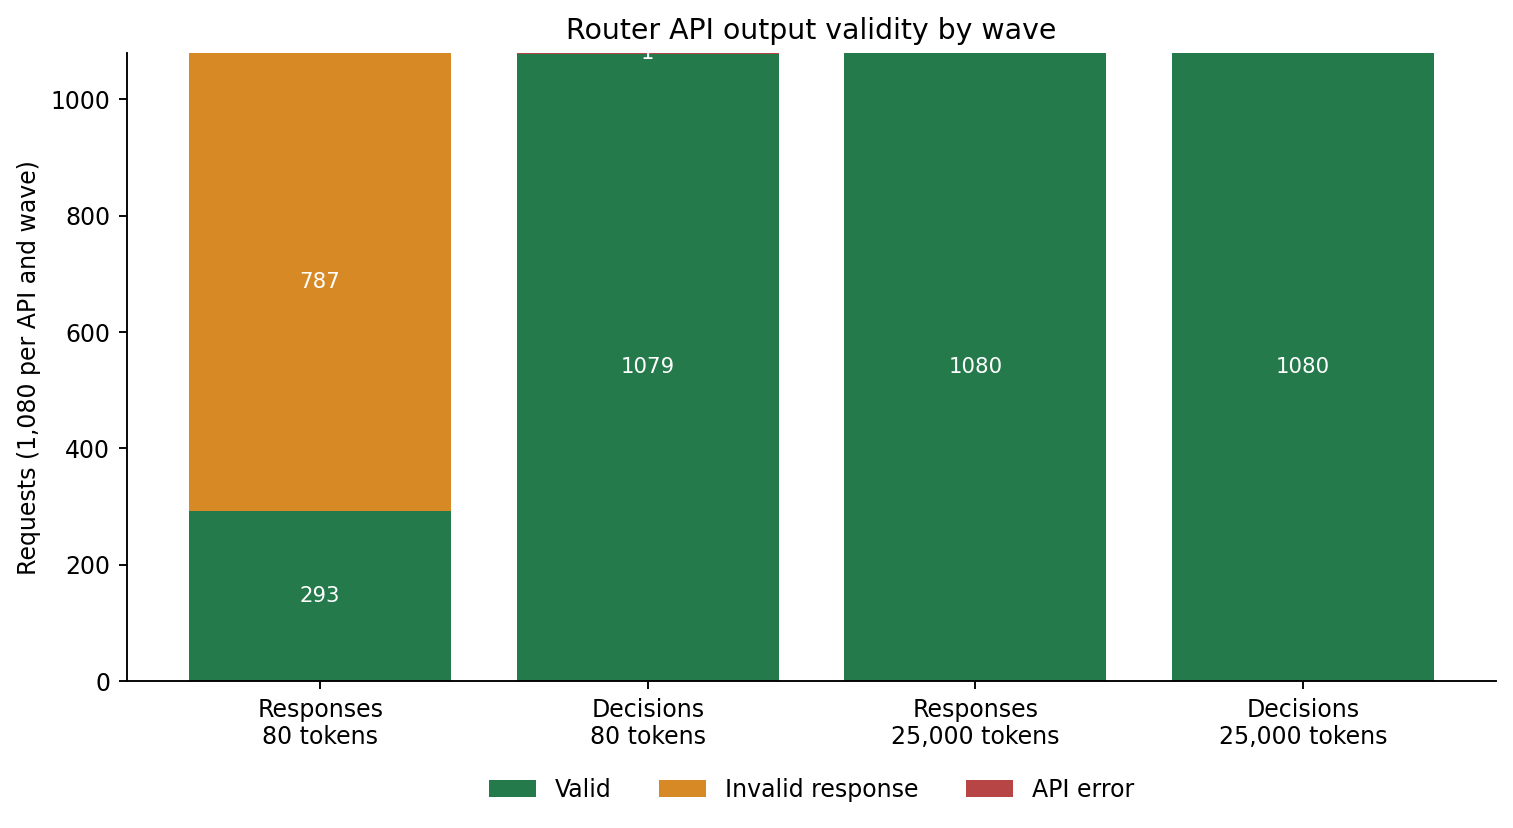 Router API output validity by wave
Requests (1,080 per API and wave)
1000
800
600
400
200
0
787
293
1
1079
1080
1080
Responses
80 tokens
Decisions
80 tokens
Responses
25,000 tokens
Decisions
25,000 tokens
Valid
Invalid response
API error